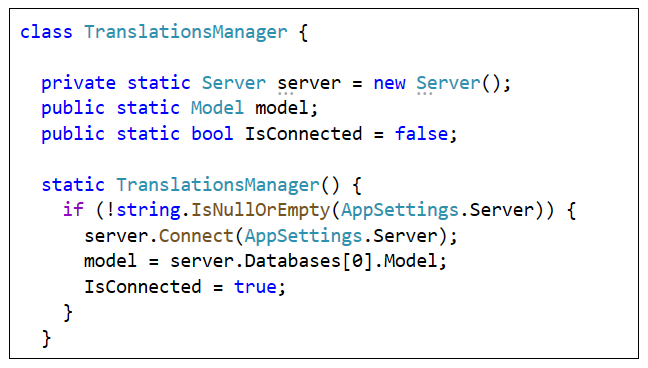 class TranslationsManager {
private static Server server = new Server();
public static Model model;
public static bool IsConnected = false;
static TranslationsManager() {
if (!string.IsNullOrEmpty(AppSettings.Server)) {
server.Connect(AppSettings.Server);
model = server.Databases[0].Model;
IsConnected = true;
}
}